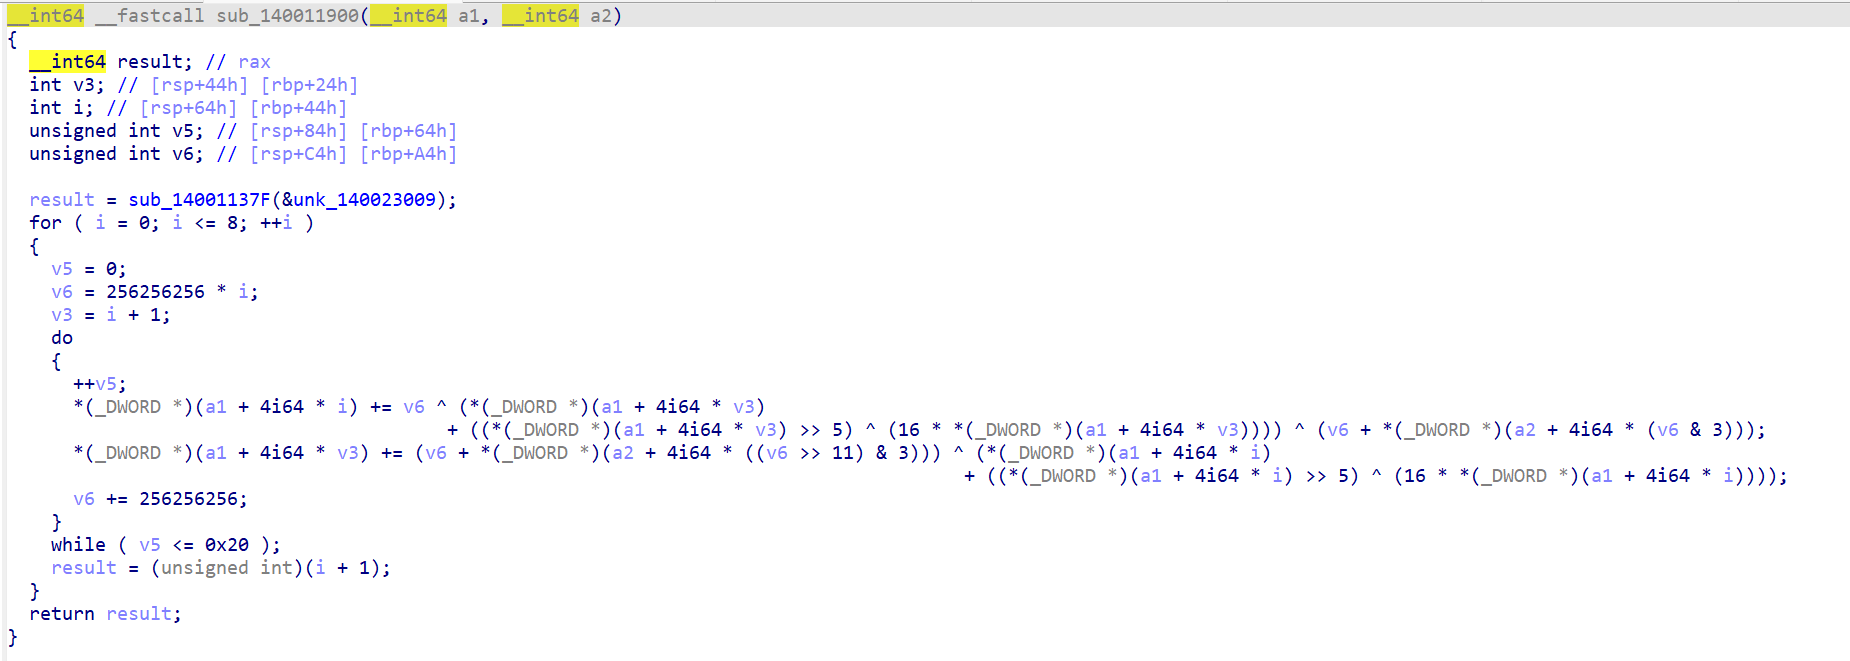 __int64 __fastcall sub_140011900(__int64 a1, __int64 a2)
{
  __int64 result; // rax
  int v3; // [rsp+44h] [rbp+24h]
  int i; // [rsp+64h] [rbp+44h]
  unsigned int v5; // [rsp+84h] [rbp+64h]
  unsigned int v6; // [rsp+C4h] [rbp+A4h]

  result = sub_14001137F(&unk_140023009);
  for ( i = 0; i <= 8; ++i )
  {
    v5 = 0;
    v6 = 256256256 * i;
    v3 = i + 1;
    do
    {
      ++v5;
      *(_DWORD *)(a1 + 4i64 * i) += v6 ^ (*(_DWORD *)(a1 + 4i64 * v3)
                                        + ((*(_DWORD *)(a1 + 4i64 * v3) >> 5) ^ (16 * *(_DWORD *)(a1 + 4i64 * v3)))) ^ (v6 + *(_DWORD *)(a2 + 4i64 * (v6 & 3)));
      *(_DWORD *)(a1 + 4i64 * v3) += (v6 + *(_DWORD *)(a2 + 4i64 * ((v6 >> 11) & 3))) ^ (*(_DWORD *)(a1 + 4i64 * i)
                                                                                       + ((*(_DWORD *)(a1 + 4i64 * i) >> 5) ^ (16 * *(_DWORD *)(a1 + 4i64 * i))));
      v6 += 256256256;
    }
    while ( v5 <= 0x20 );
    result = (unsigned int)(i + 1);
  }
  return result;
}